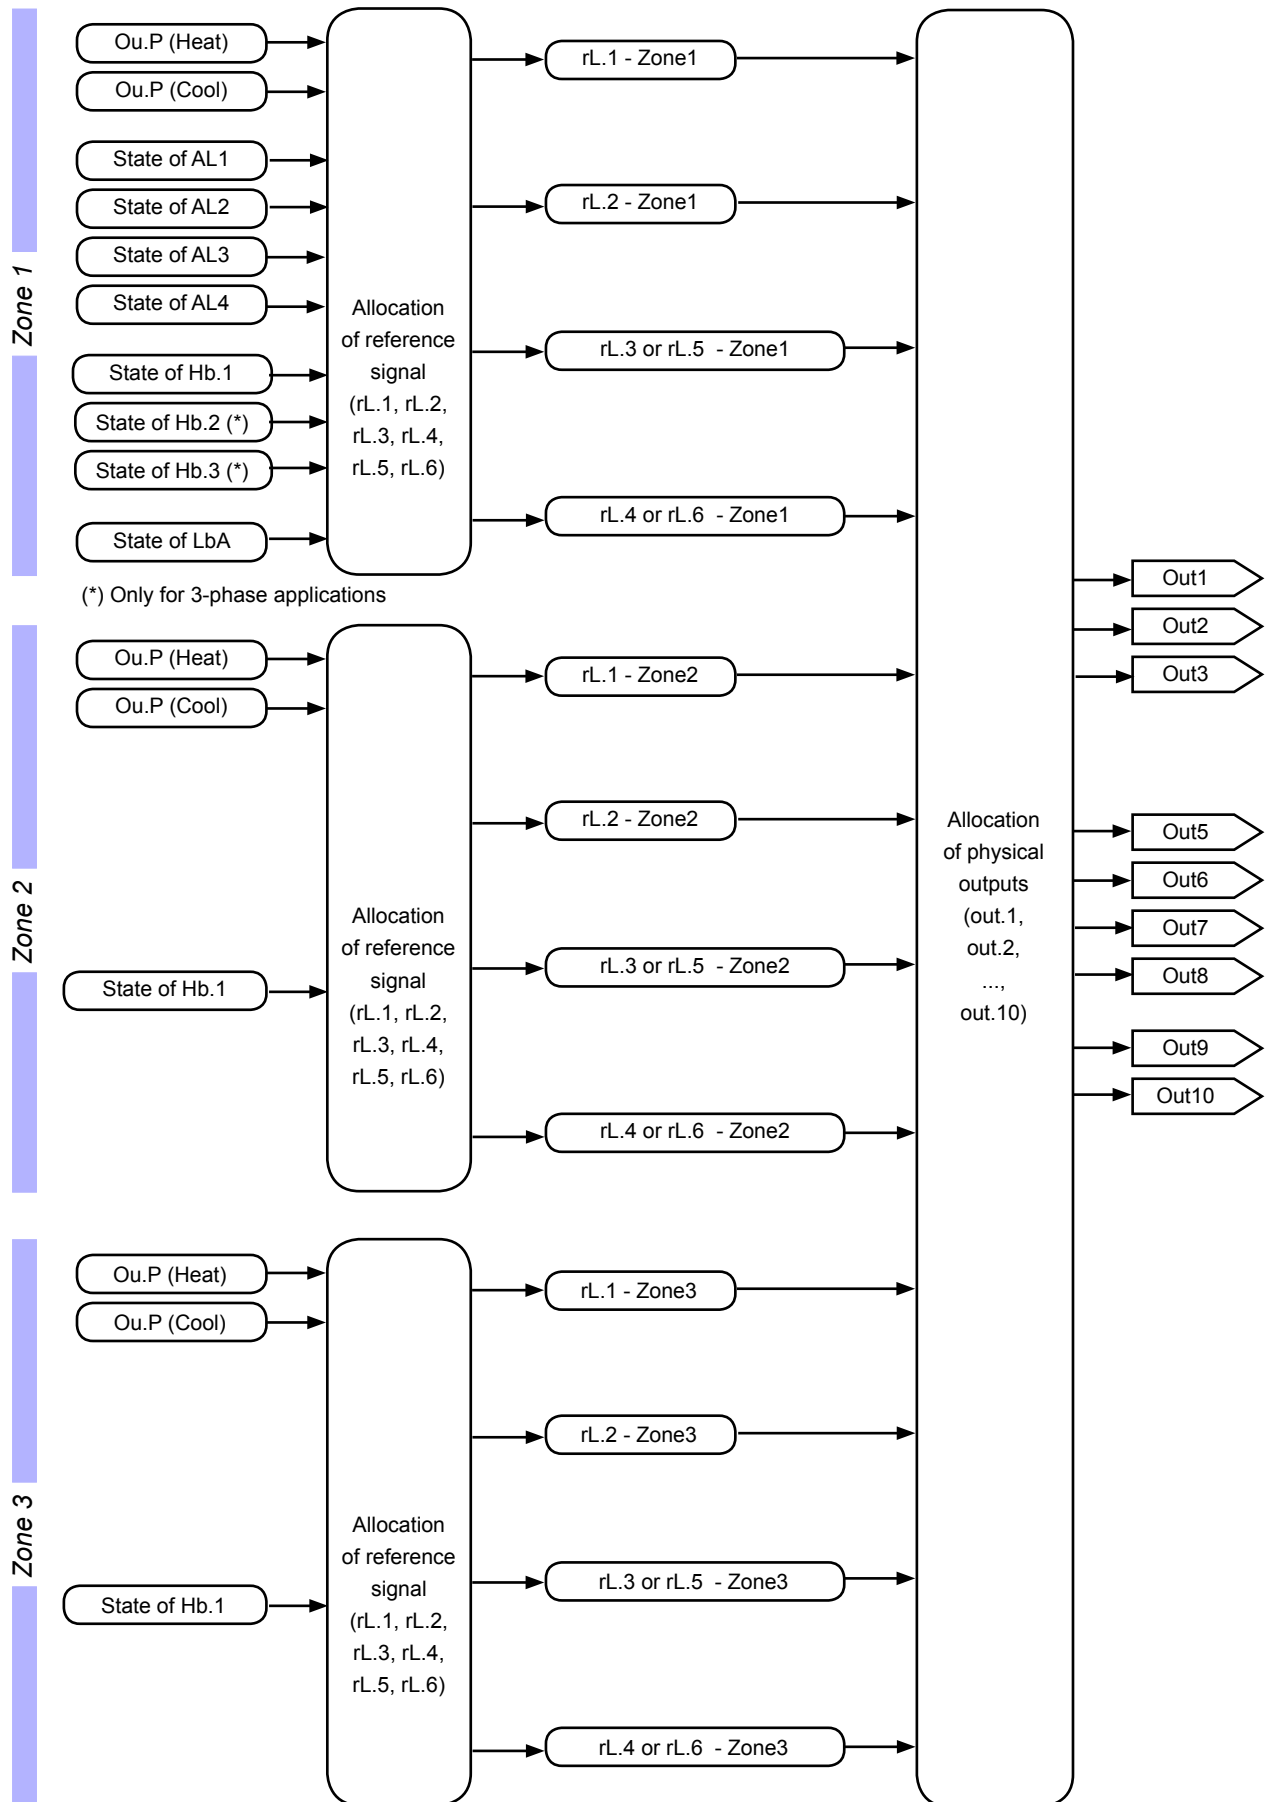 Zone 1
Ou.P (Heat)
Ou.P (Cool)
State of AL1
State of AL2
State of AL3
State of AL4
State of Hb.1
State of Hb.2 (*)
State of Hb.3 (*)
State of LbA
(*) Only for 3-phase applications
Allocation
of reference
signal
(rL.1, rL.2,
rL.3, rL.4,
rL.5, rL.6)
rL.1 - Zone1
rL.2 - Zone1
rL.3 or rL.5 - Zone1
rL.4 or rL.6 - Zone1
Zone 2
Ou.P (Heat)
Ou.P (Cool)
State of Hb.1
Allocation
of reference
signal
(rL.1, rL.2,
rL.3, rL.4,
rL.5, rL.6)
rL.1 - Zone2
rL.2 - Zone2
rL.3 or rL.5 - Zone2
rL.4 or rL.6 - Zone2
Zone 3
Ou.P (Heat)
Ou.P (Cool)
State of Hb.1
Allocation
of reference
signal
(rL.1, rL.2,
rL.3, rL.4,
rL.5, rL.6)
rL.1 - Zone3
rL.2 - Zone3
rL.3 or rL.5 - Zone3
rL.4 or rL.6 - Zone3
Allocation
of physical
outputs
(out.1,
out.2,
...,
out.10)
Out1
Out2
Out3
Out5
Out6
Out7
Out8
Out9
Out10